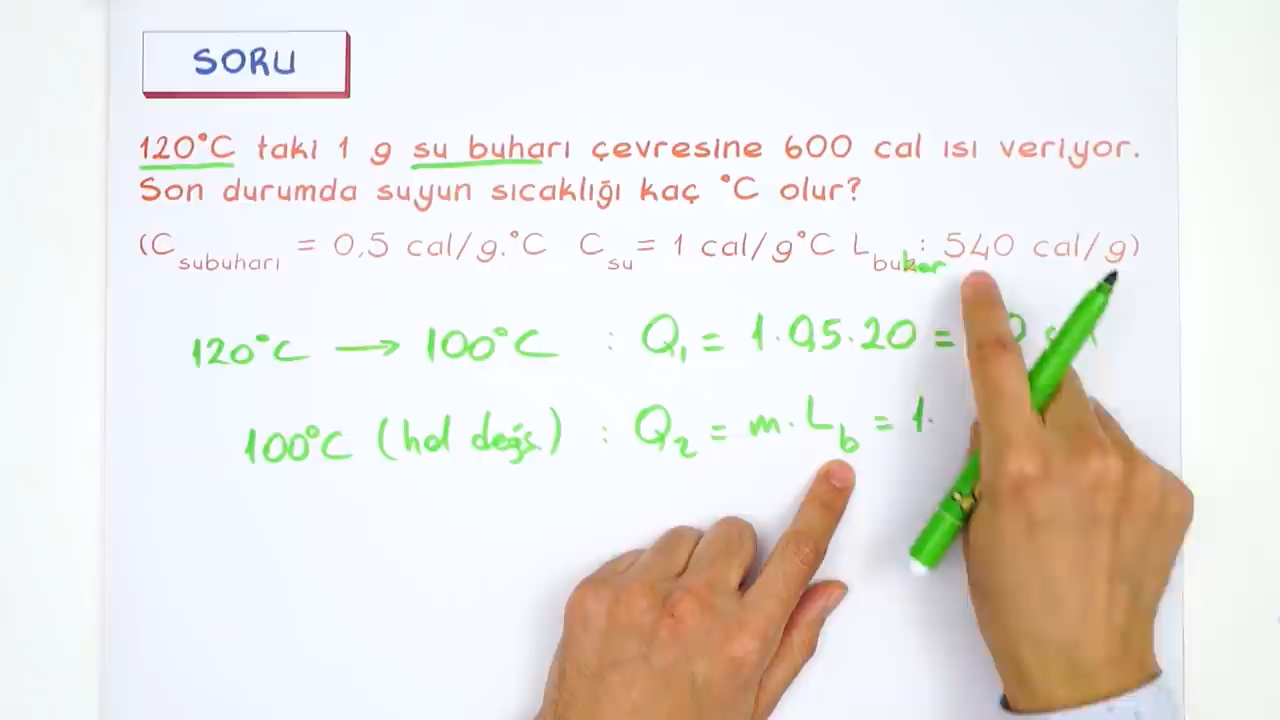 SORU
120°C taki 1 g su buharı çevresine 600 cal ısı veriyor.
Son durumda suyun sıcaklığı kaç °C olur?
(C subuharı = 0,5 cal/g.°C C su = 1 cal/g°C L buhar : 540 cal/g)
120°C → 100°C : Q₁ = 1.0,5.20 =
100°C (hal değş.) : Q₂ = m.L_b = 1.